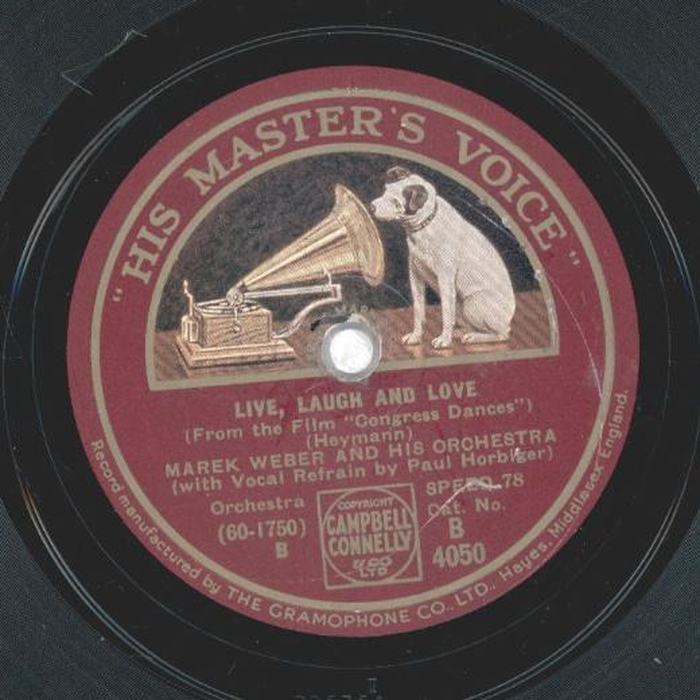 "HIS MASTER'S VOICE"
LIVE, LAUGH AND LOVE
(From the Film "Congress Dances")
(Heymann)
MAREK WEBER AND HIS ORCHESTRA
(with Vocal Refrain by Paul Horbiger)
Orchestra
SPEED 78
(60-1750)
Cat. No.
B
B
4050
COPYRIGHT
CAMPBELL
CONNELLY
& CO
LTD
Record manufactured by THE GRAMOPHONE CO., LTD., Hayes, Middlesex England.